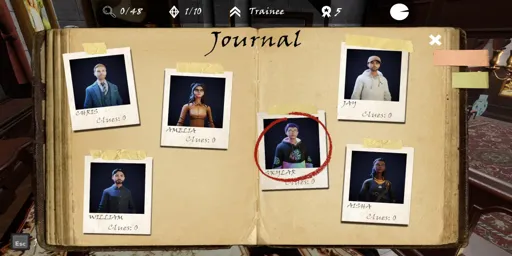 0/48 1/10 Trainee 5
Journal
CHRIS
Clues: 0
AMELIA
Clues: 0
JAY
Clues: 0
SKYLAR
Clues: 0
WILLIAM
Clues: 0
AISHA
Clues: 0
Esc